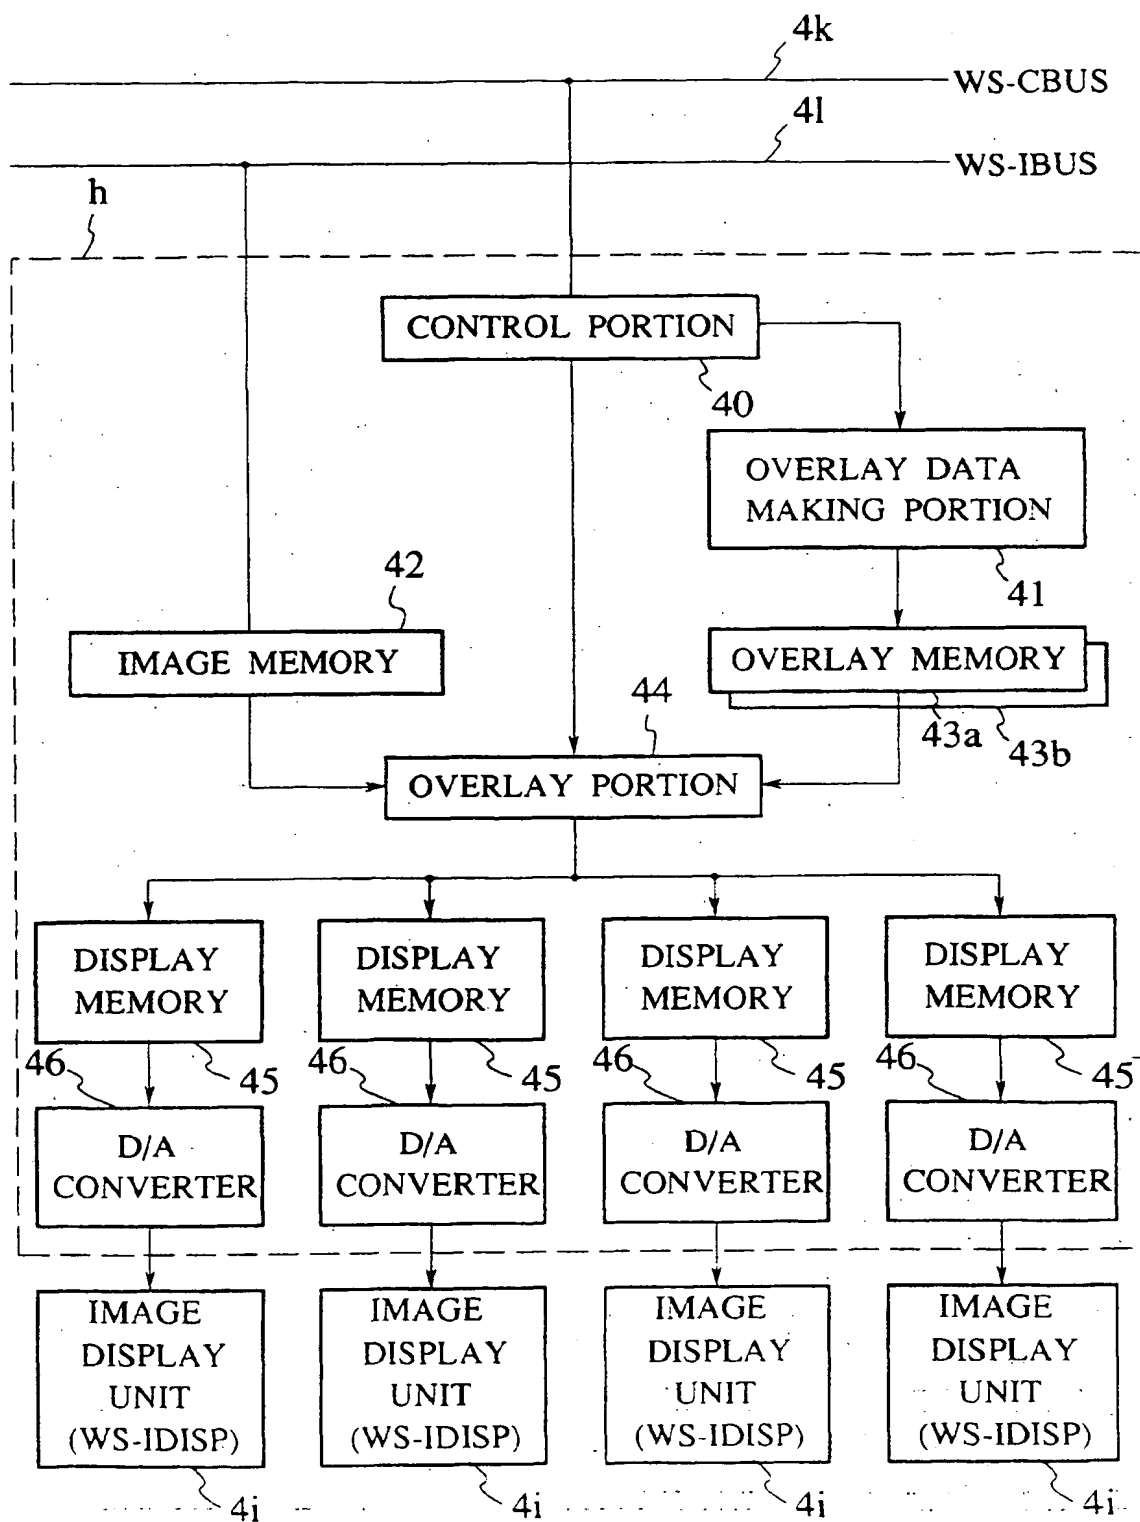 4k
WS-CBUS
4l
WS-IBUS
h
CONTROL PORTION
40
OVERLAY DATA
MAKING PORTION
41
42
IMAGE MEMORY
OVERLAY MEMORY
43a
43b
44
OVERLAY PORTION
DISPLAY
MEMORY
DISPLAY
MEMORY
DISPLAY
MEMORY
DISPLAY
MEMORY
46
45
46
45
46
45
46
45
D/A
CONVERTER
D/A
CONVERTER
D/A
CONVERTER
D/A
CONVERTER
IMAGE
DISPLAY
UNIT
(WS-IDISP)
IMAGE
DISPLAY
UNIT
(WS-IDISP)
IMAGE
DISPLAY
UNIT
(WS-IDISP)
IMAGE
DISPLAY
UNIT
(WS-IDISP)
4i
4i
4i
4i